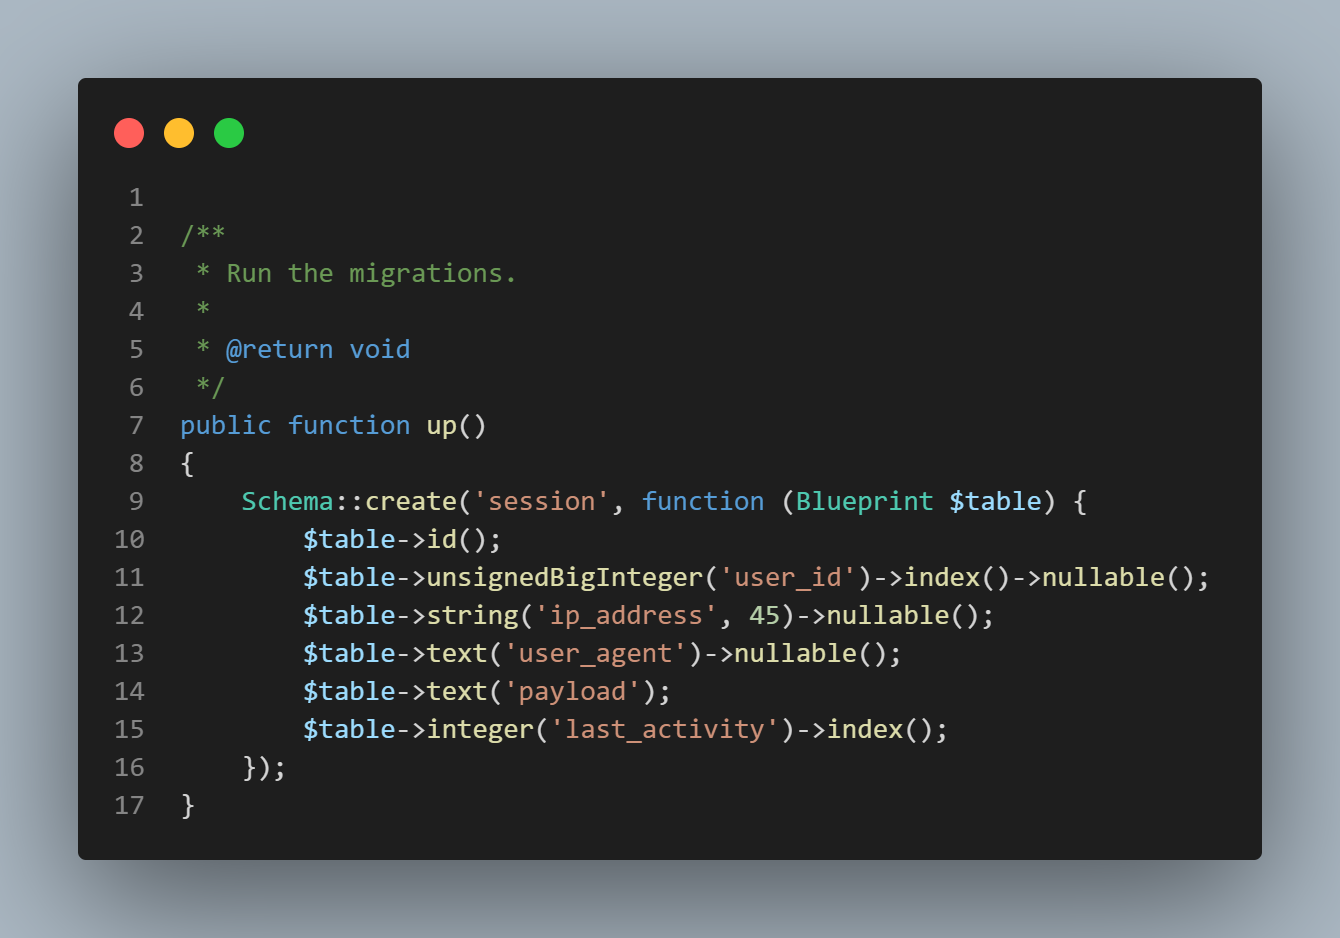 1
2 /**
3  * Run the migrations.
4  *
5  * @return void
6  */
7 public function up()
8 {
9     Schema::create('session', function (Blueprint $table) {
10         $table->id();
11         $table->unsignedBigInteger('user_id')->index()->nullable();
12         $table->string('ip_address', 45)->nullable();
13         $table->text('user_agent')->nullable();
14         $table->text('payload');
15         $table->integer('last_activity')->index();
16     });
17 }